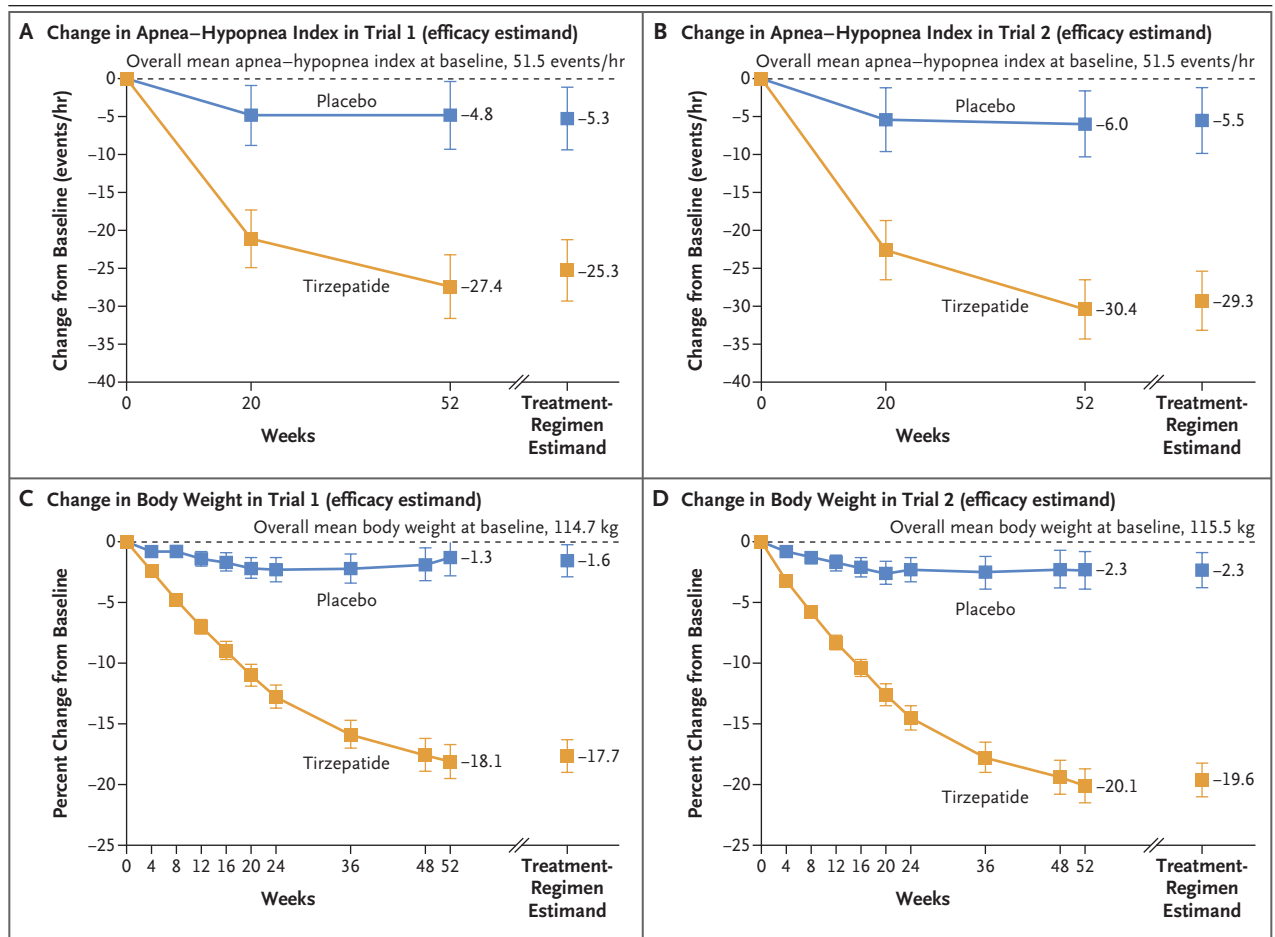 A Change in Apnea–Hypopnea Index in Trial 1 (efficacy estimand)
Overall mean apnea–hypopnea index at baseline, 51.5 events/hr
Change from Baseline (events/hr)
0
–5
–10
–15
–20
–25
–30
–35
–40
Placebo
–4.8
–5.3
Tirzepatide
–27.4
–25.3
0 20 52
Treatment-
Regimen
Estimand
Weeks
B Change in Apnea–Hypopnea Index in Trial 2 (efficacy estimand)
Overall mean apnea–hypopnea index at baseline, 51.5 events/hr
Change from Baseline (events/hr)
0
–5
–10
–15
–20
–25
–30
–35
–40
Placebo
–6.0
–5.5
Tirzepatide
–30.4
–29.3
0 20 52
Treatment-
Regimen
Estimand
Weeks
C Change in Body Weight in Trial 1 (efficacy estimand)
Overall mean body weight at baseline, 114.7 kg
Percent Change from Baseline
0
–5
–10
–15
–20
–25
–1.3
–1.6
Placebo
Tirzepatide
–18.1
–17.7
0 4 8 12 16 20 24 36 48 52
Treatment-
Regimen
Estimand
Weeks
D Change in Body Weight in Trial 2 (efficacy estimand)
Overall mean body weight at baseline, 115.5 kg
Percent Change from Baseline
0
–5
–10
–15
–20
–25
–2.3
–2.3
Placebo
Tirzepatide
–20.1
–19.6
0 4 8 12 16 20 24 36 48 52
Treatment-
Regimen
Estimand
Weeks